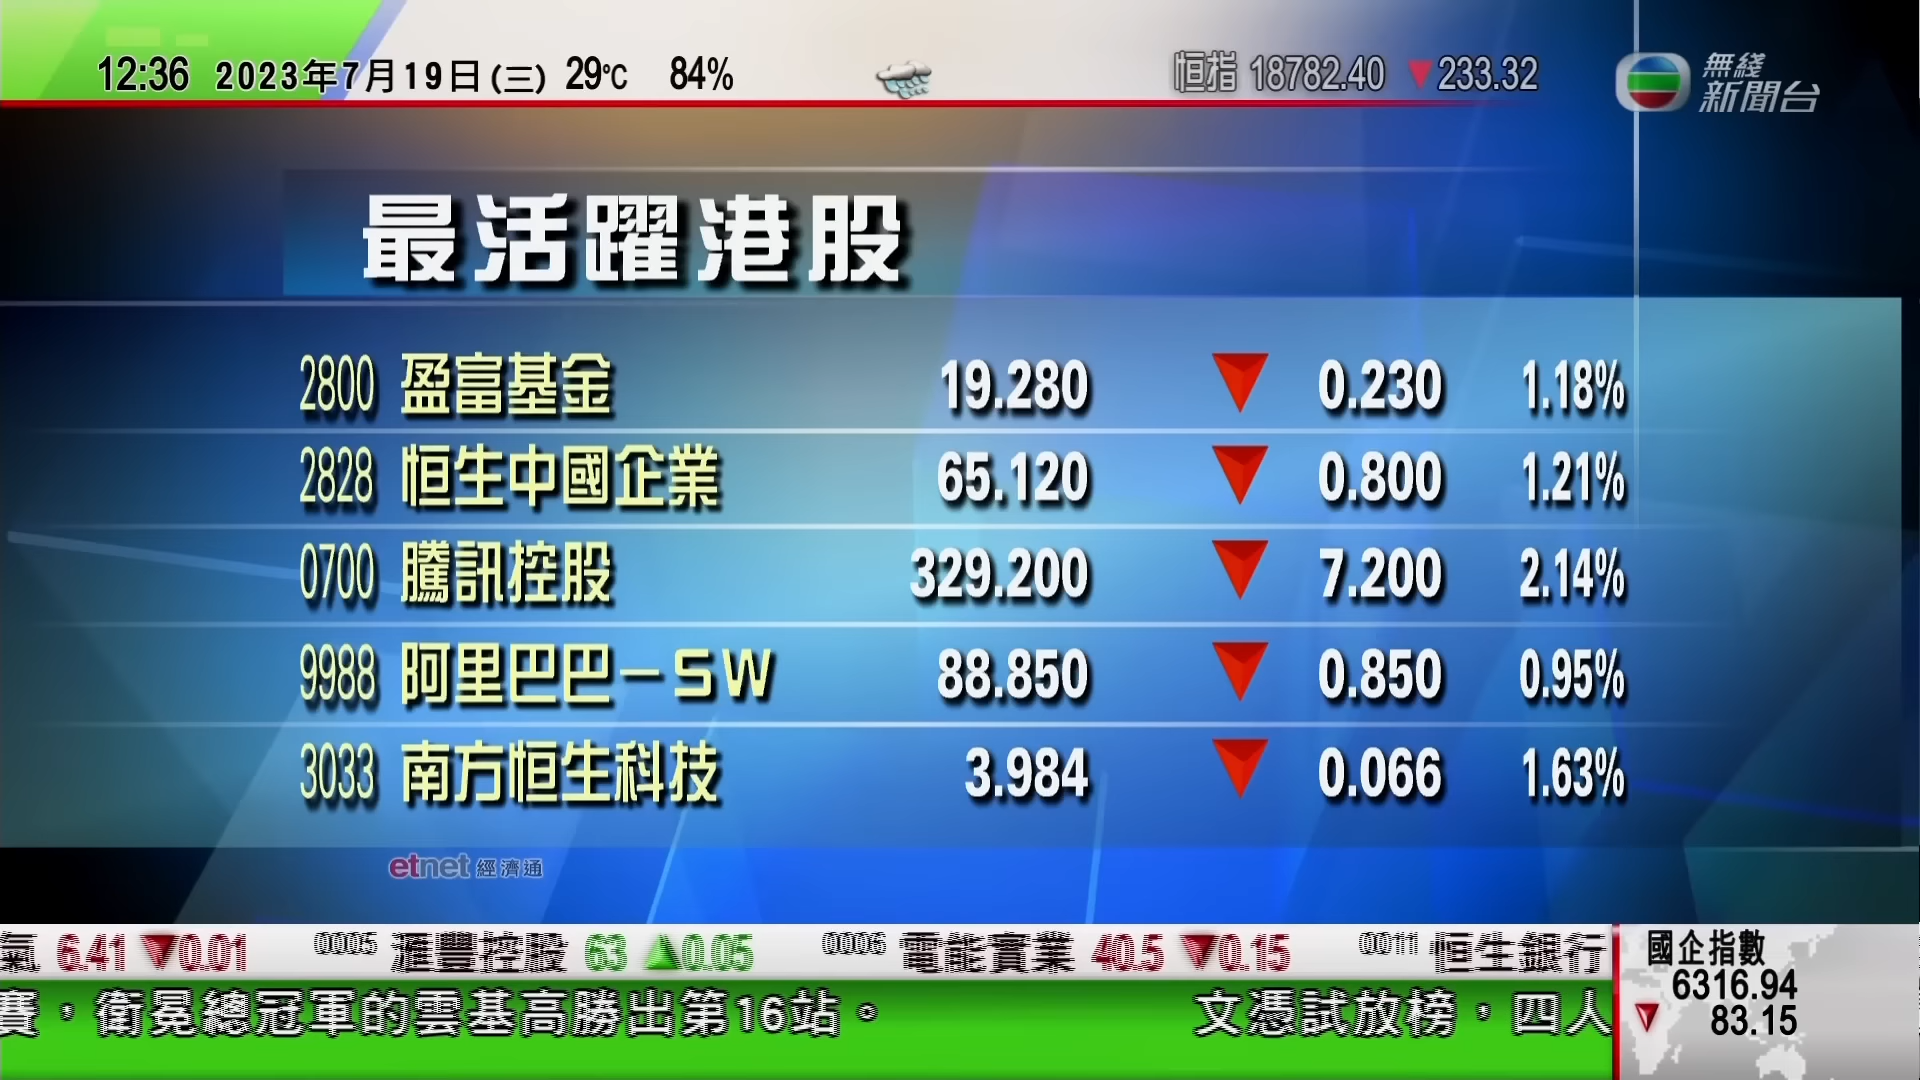 12:36 2023年7月19日(三) 29℃ 84% 恒指 18782.40 ▼233.32
無綫
新聞台
最活躍港股
2800 盈富基金 19.280 ▼ 0.230 1.18%
2828 恒生中國企業 65.120 ▼ 0.800 1.21%
0700 騰訊控股 329.200 ▼ 7.200 2.14%
9988 阿里巴巴－SW 88.850 ▼ 0.850 0.95%
3033 南方恒生科技 3.984 ▼ 0.066 1.63%
etnet 經濟通
氣 6.41 ▼0.01 0005 滙豐控股 63 ▲0.05 0006 電能實業 40.5 ▼0.15 0011 恒生銀行
國企指數
6316.94
▼ 83.15
賽，衛冕總冠軍的雲基高勝出第16站。 文憑試放榜，四人